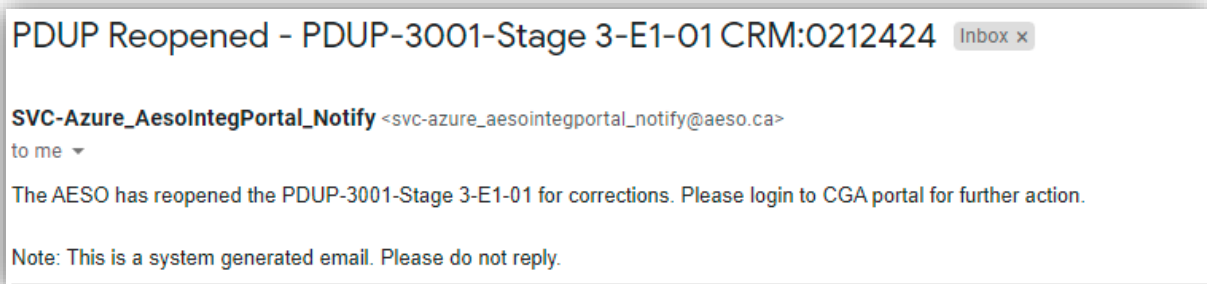 PDUP Reopened - PDUP-3001-Stage 3-E1-01 CRM:0212424 Inbox x
SVC-Azure_AesoIntegPortal_Notify <svc-azure_aesointegportal_notify@aeso.ca>
to me
The AESO has reopened the PDUP-3001-Stage 3-E1-01 for corrections. Please login to CGA portal for further action.
Note: This is a system generated email. Please do not reply.